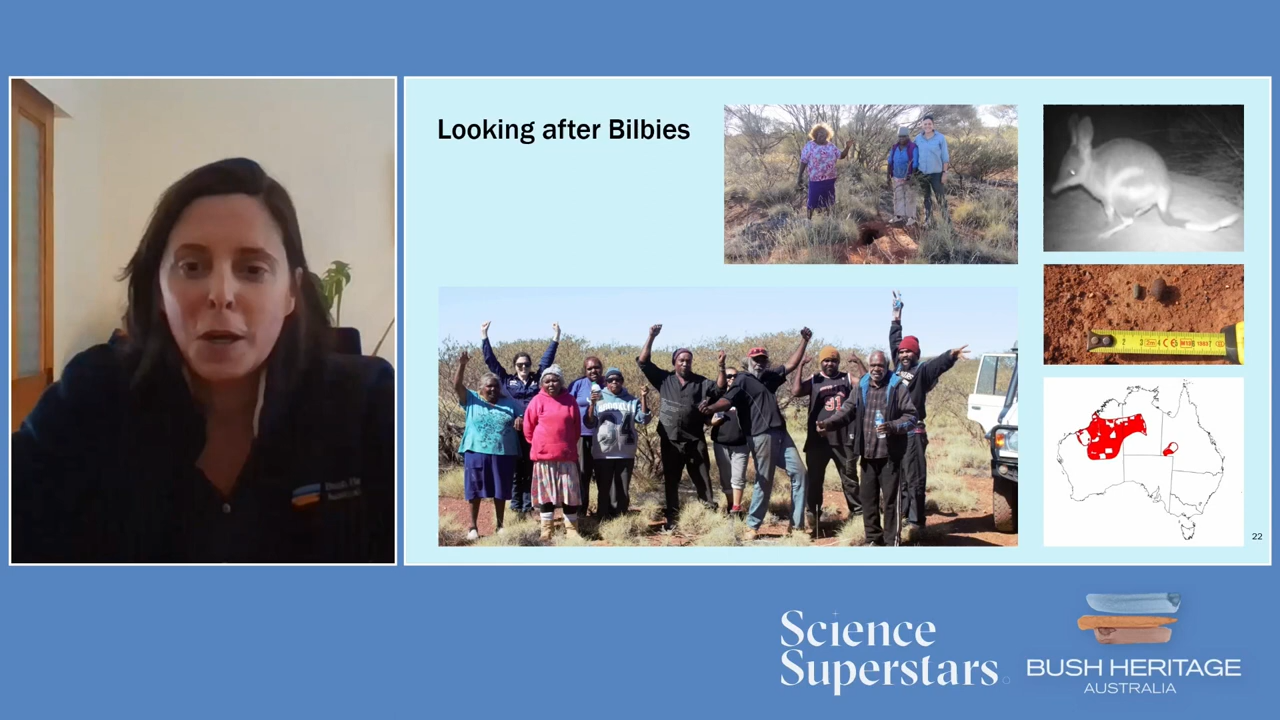 Looking after Bilbies
22
Science
Superstars
BUSH HERITAGE
AUSTRALIA